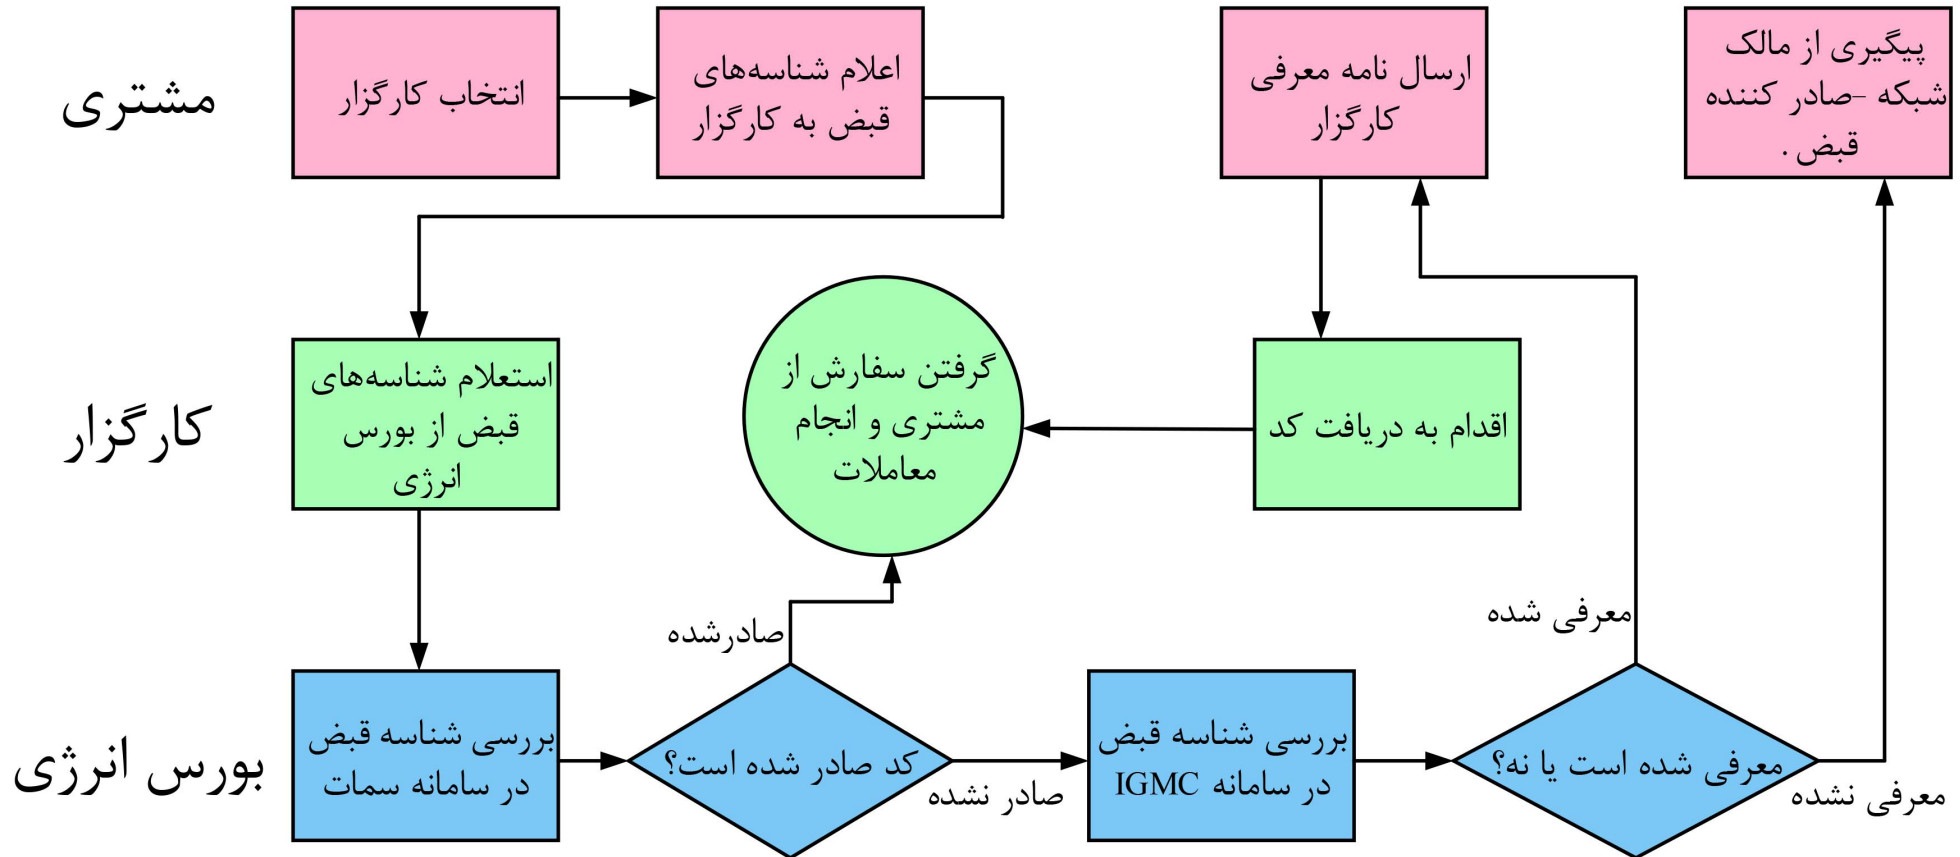 مشتری
انتخاب کارگزار
اعلام شناسه‌های
قبض به کارگزار
ارسال نامه معرفی
کارگزار
پیگیری از مالک
شبکه –صادر کننده
قبض .
کارگزار
استعلام شناسه‌های
قبض از بورس
انرژی
گرفتن سفارش از
مشتری و انجام
معاملات
اقدام به دریافت کد
بورس انرژی
بررسی شناسه قبض
در سامانه سمات
کد صادر شده است؟
صادرشده
صادر نشده
بررسی شناسه قبض
در سامانه IGMC
معرفی شده است یا نه؟
معرفی شده
معرفی نشده